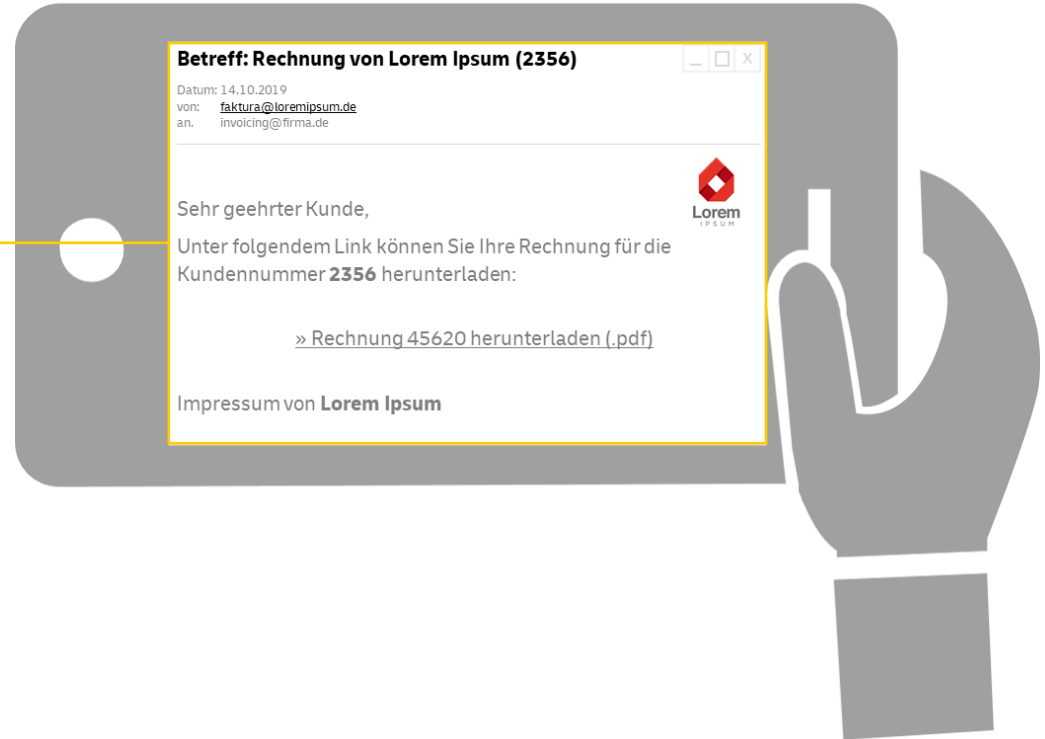 Betreff: Rechnung von Lorem Ipsum (2356)
Datum: 14.10.2019
von: faktura@loremipsum.de
an. invoicing@firma.de
Lorem
IPSUM
Sehr geehrter Kunde,
Unter folgendem Link können Sie Ihre Rechnung für die
Kundennummer 2356 herunterladen:
» Rechnung 45620 herunterladen (.pdf)
Impressum von Lorem Ipsum